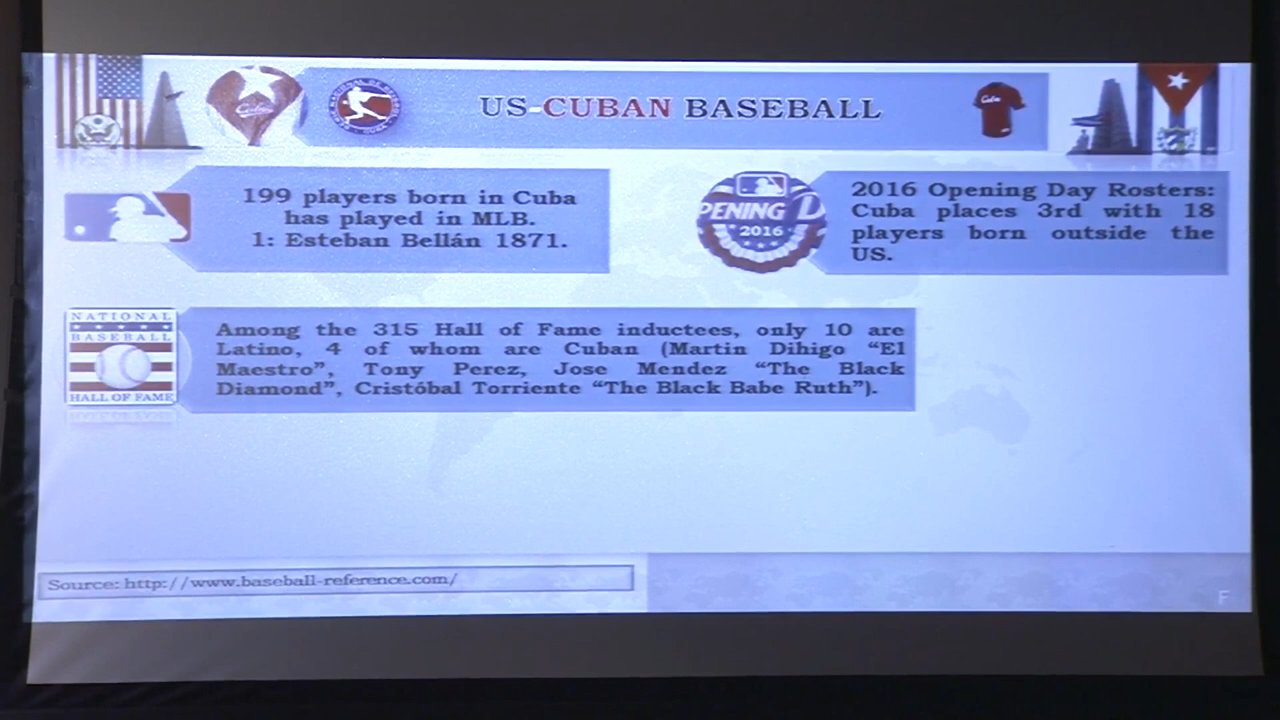 US-CUBAN BASEBALL
Cuba
Cuba
199 players born in Cuba
has played in MLB.
1: Esteban Bellán 1871.
PENING D
2016
2016 Opening Day Rosters:
Cuba places 3rd with 18
players born outside the
US.
NATIONAL
BASEBALL
HALL OF FAME
Among the 315 Hall of Fame inductees, only 10 are
Latino, 4 of whom are Cuban (Martin Dihigo “El
Maestro”, Tony Perez, Jose Mendez “The Black
Diamond”, Cristóbal Torriente “The Black Babe Ruth”).
Source: http://www.baseball-reference.com/
F